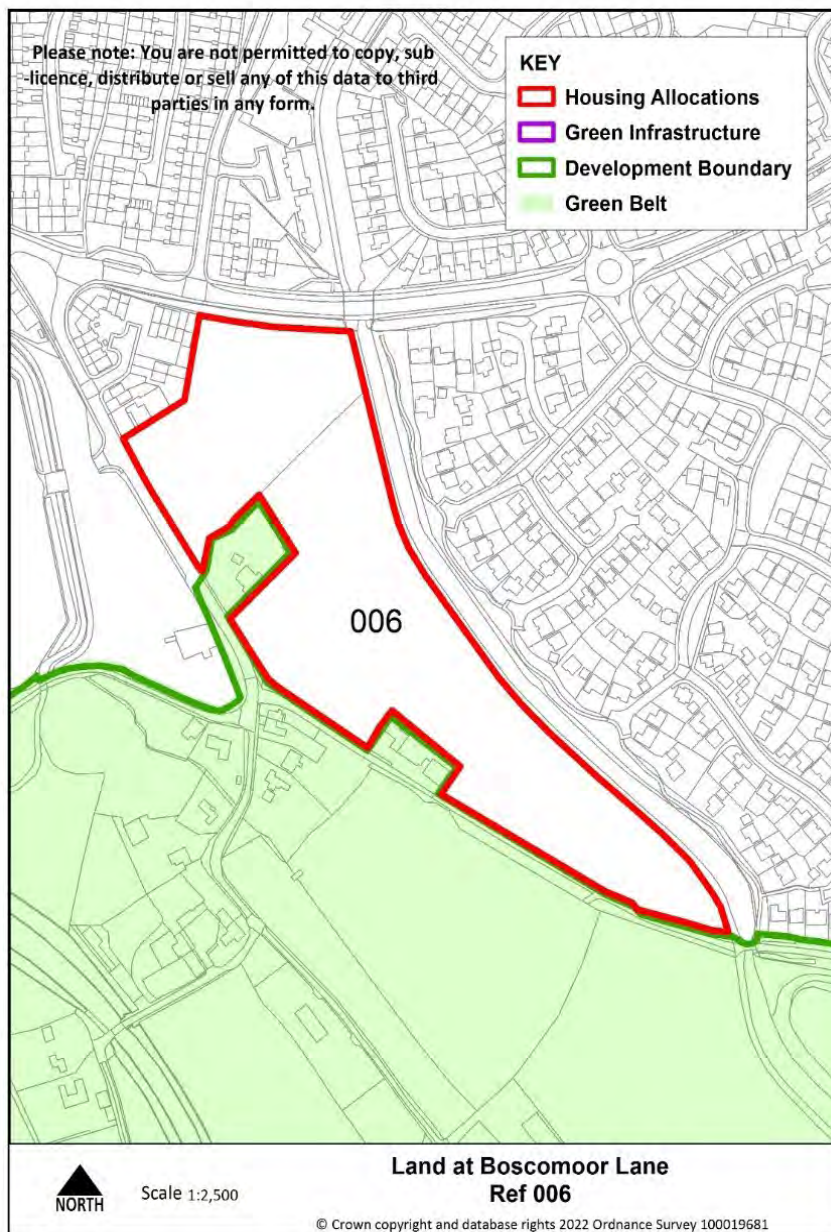 Please note: You are not permitted to copy, sub
-licence, distribute or sell any of this data to third
parties in any form.
KEY
Housing Allocations
Green Infrastructure
Development Boundary
Green Belt
006
NORTH
Scale 1:2,500
Land at Boscomoor Lane
Ref 006
© Crown copyright and database rights 2022 Ordnance Survey 100019681